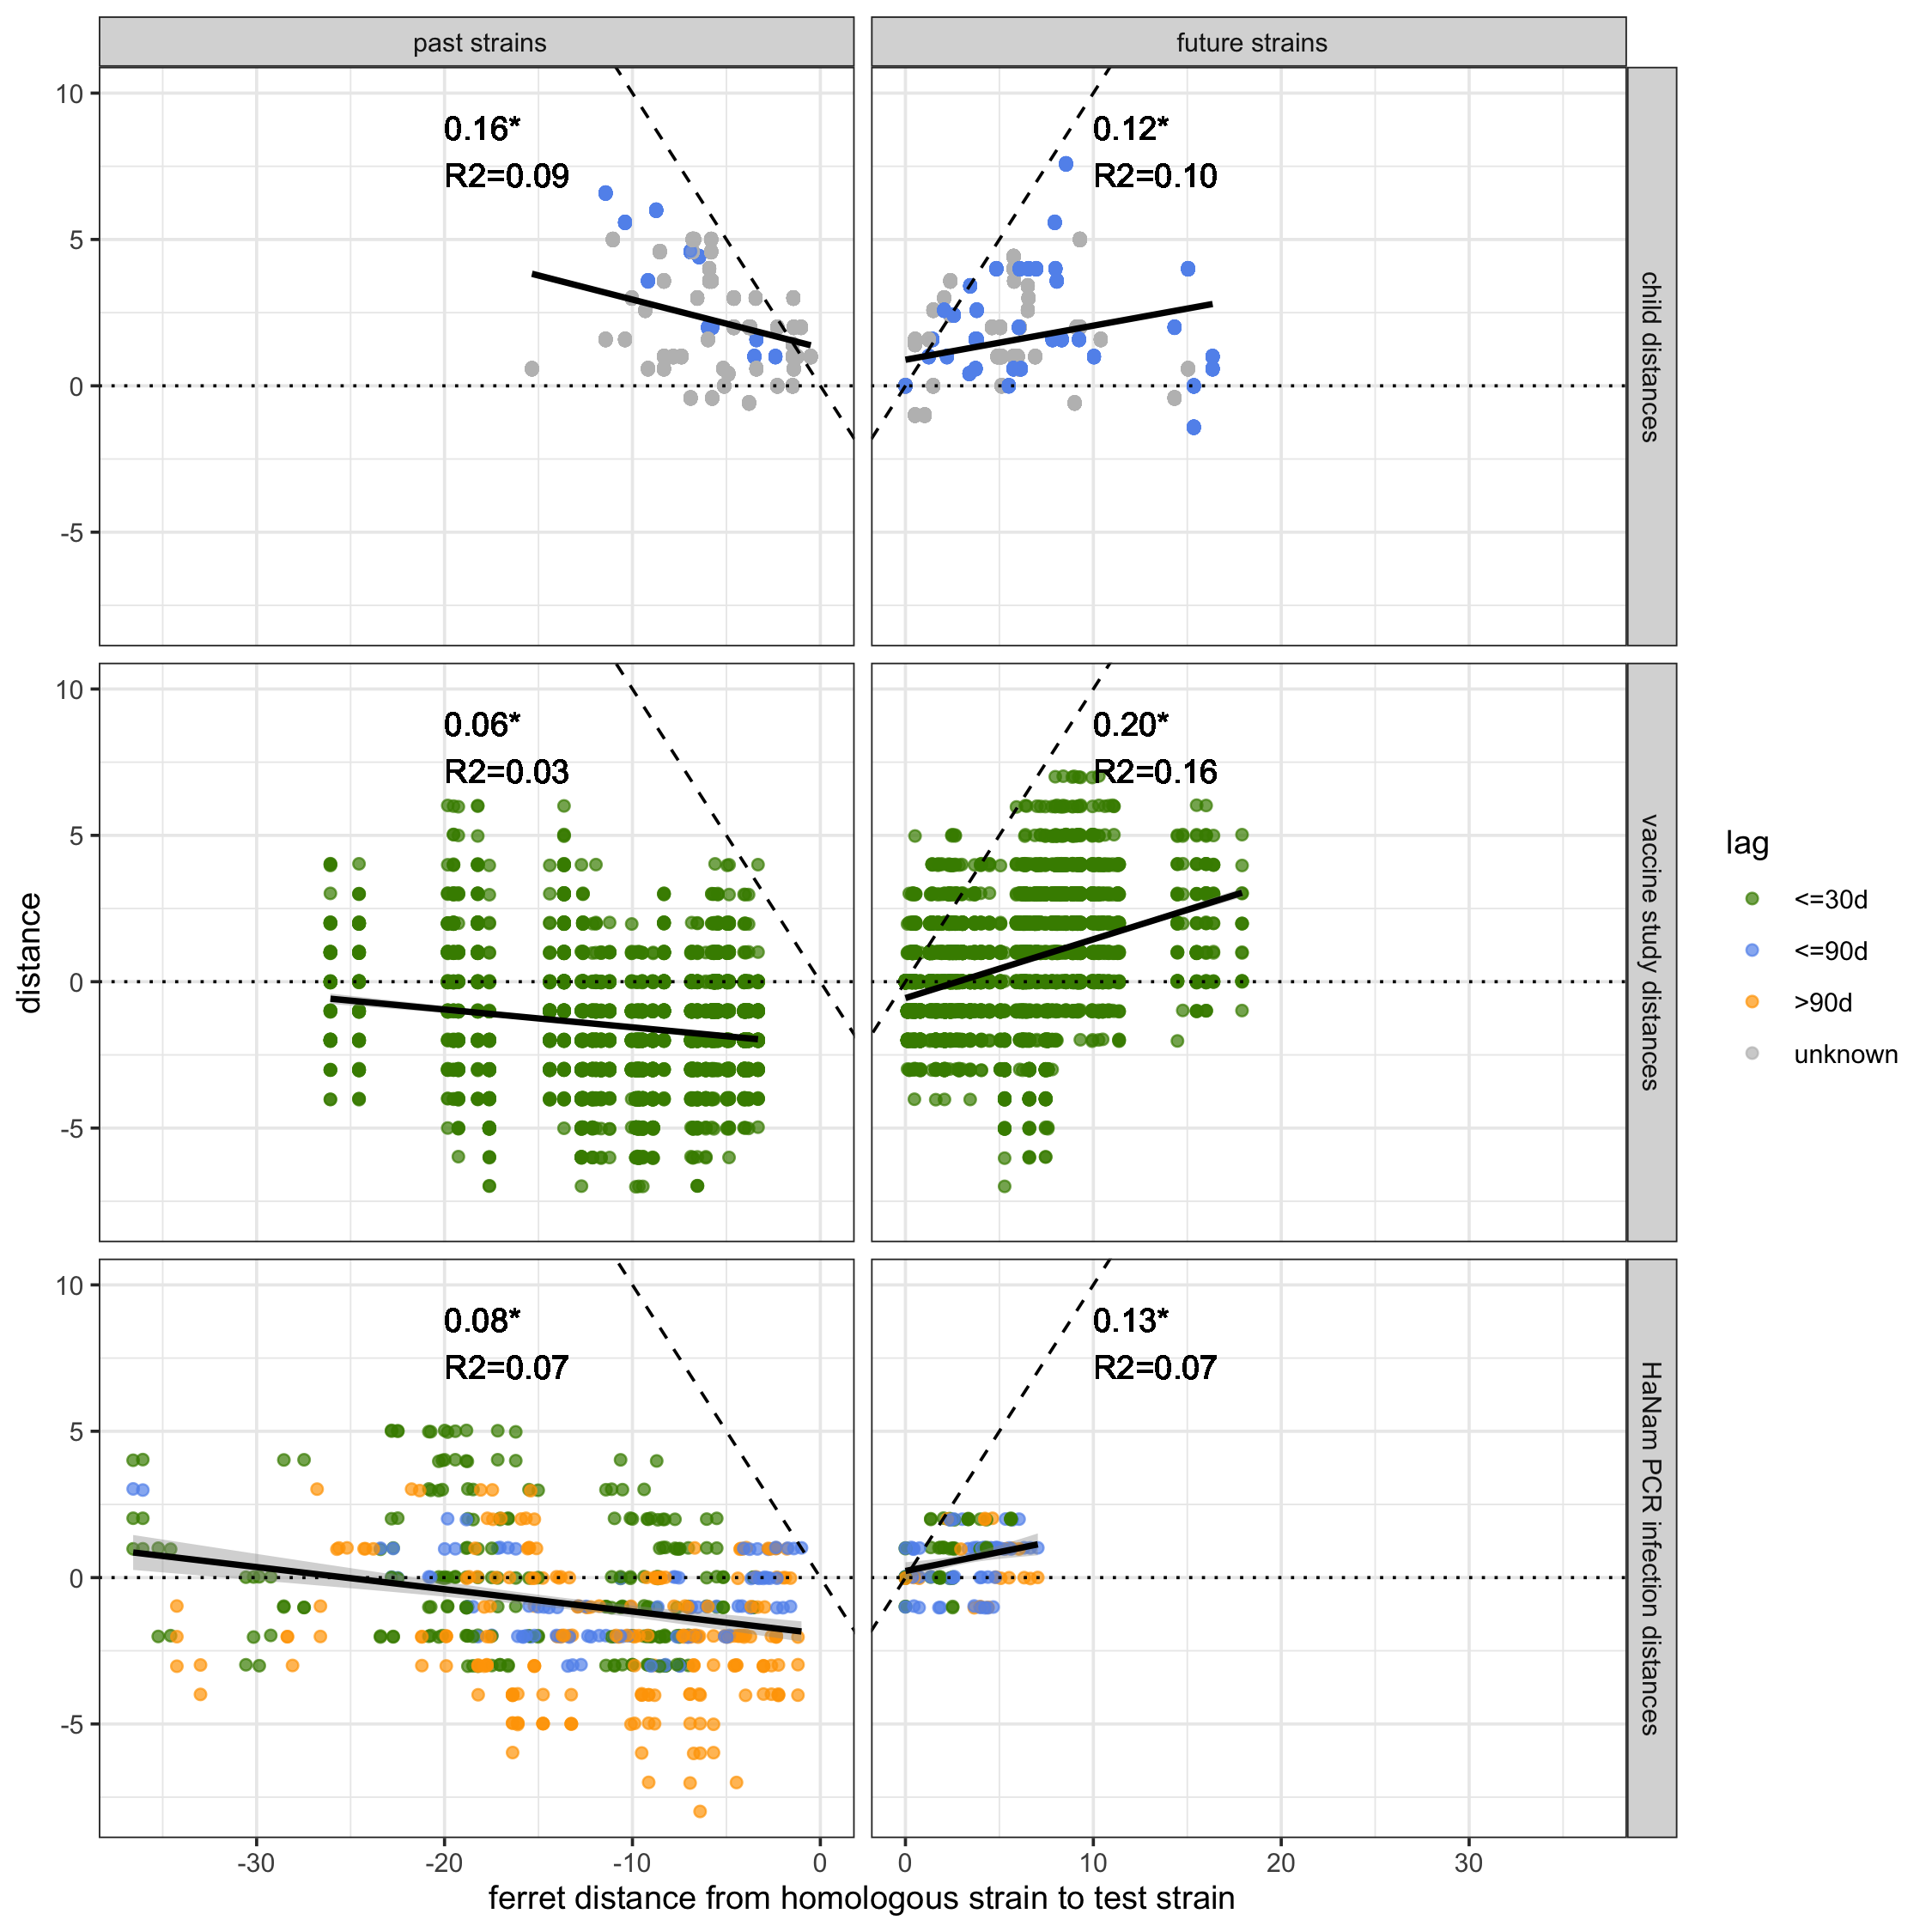 past strains
future strains
10
5
0
-5
0.16*
R2=0.09
0.12*
R2=0.10
child distances
10
5
0
-5
0.06*
R2=0.03
0.20*
R2=0.16
vaccine study distances
10
5
0
-5
0.08*
R2=0.07
0.13*
R2=0.07
HaNam PCR infection distances
-30
-20
-10
0
0
10
20
30
distance
ferret distance from homologous strain to test strain
lag
<=30d
<=90d
>90d
unknown